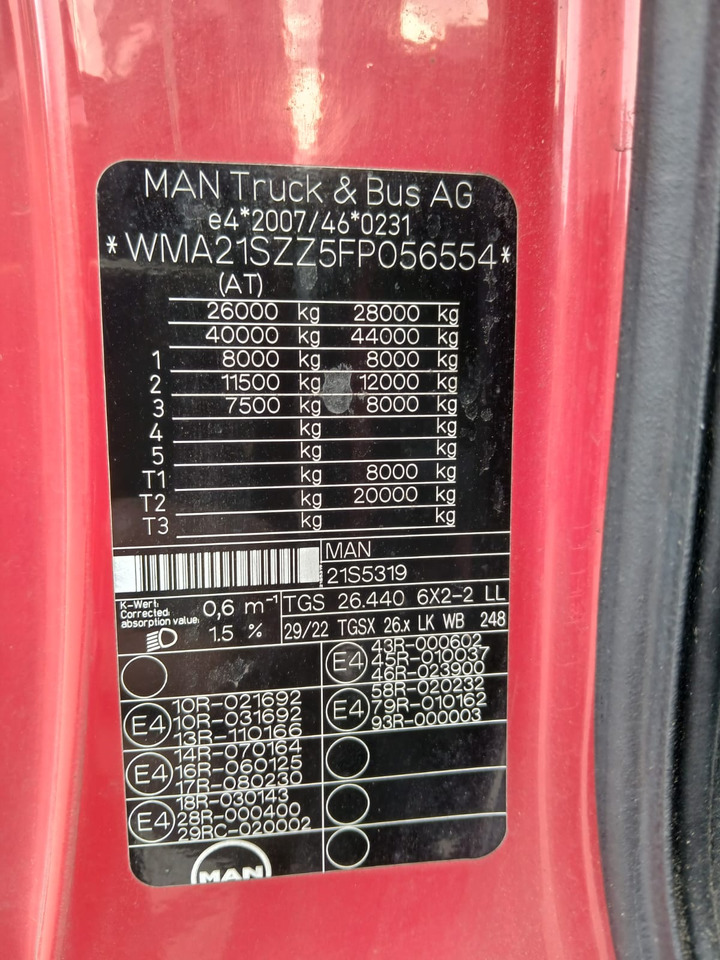 MAN Truck & Bus AG
e4*2007/46*0231
*WMA21SZZ5FP056554*
(AT)
26000 kg 28000 kg
40000 kg 44000 kg
1 8000 kg 8000 kg
2 11500 kg 12000 kg
3 7500 kg 8000 kg
4 kg kg
5 kg kg
T1 kg 8000 kg
T2 kg 20000 kg
T3 kg kg
MAN
21S5319
K-Wert:
Corrected
absorption value:
0,6 m⁻¹
TGS 26.440 6X2-2 LL
1.5 %
29/22 TGSX 26.x LK WB 248
E4
10R-021692
10R-031692
13R-110166
E4
14R-070164
16R-060125
17R-080230
E4
18R-030143
28R-000400
29RC-020002
E4
43R-000602
45R-010037
46R-023900
E4
58R-020232
79R-010162
93R-000003
MAN